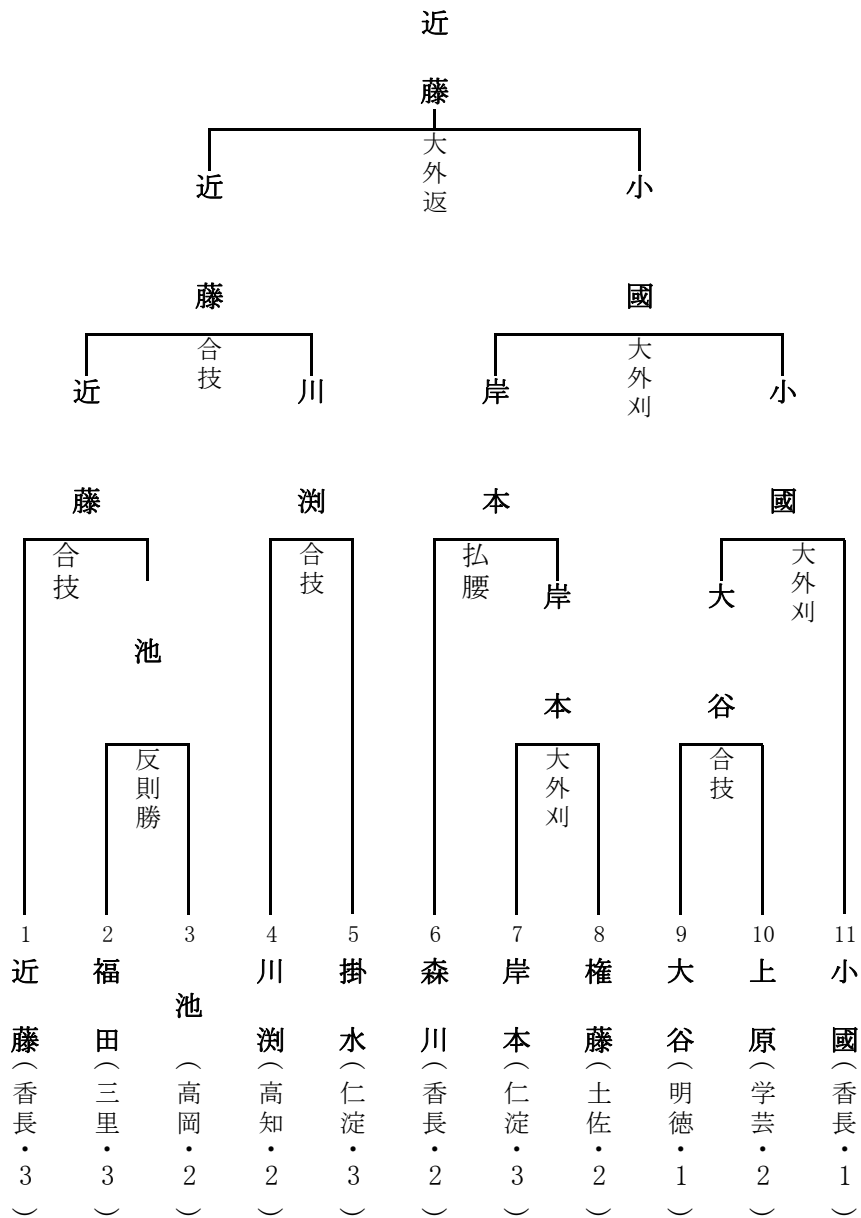 近藤
大外返
近藤
小國
合技
大外刈
近藤
川渕
岸本
小國
合技
合技
払腰
大外刈
池
岸本
大谷
反則勝
大外刈
合技
1 2 3 4 5 6 7 8 9 10 11
近藤（香長・3）
福田（三里・3）
池（高岡・2）
川渕（高知・2）
掛水（仁淀・3）
森川（香長・2）
岸本（仁淀・3）
権藤（土佐・2）
大谷（明徳・1）
上原（学芸・2）
小國（香長・1）